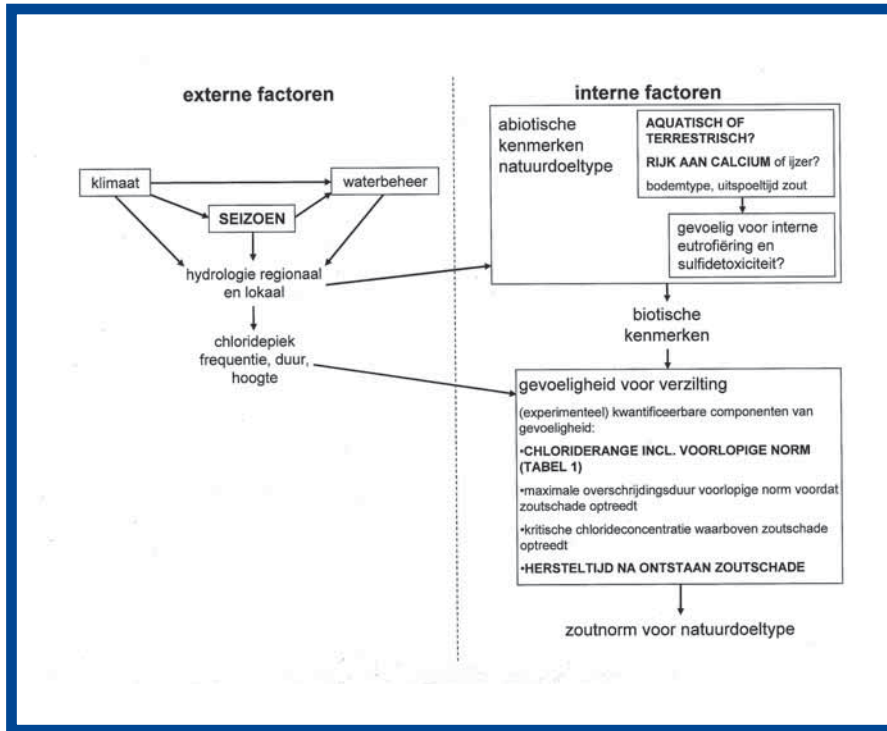 externe factoren
klimaat
waterbeheer
SEIZOEN
hydrologie regionaal
en lokaal
chloridepiek
frequentie, duur,
hoogte
interne factoren
abiotische
kenmerken
natuurdoeltype
AQUATISCH OF
TERRESTRISCH?
RIJK AAN CALCIUM of ijzer?
bodemtype, uitspoeltijd zout
gevoelig voor interne
eutrofiëring en
sulfidetoxiciteit?
biotische
kenmerken
gevoeligheid voor verzilting
(experimenteel) kwantificeerbare componenten van
gevoeligheid:
•CHLORIDERANGE INCL. VOORLOPIGE NORM
(TABEL 1)
•maximale overschrijdingsduur voorlopige norm voordat
zoutschade optreedt
•kritische chlorideconcentratie waarboven zoutschade
optreedt
•HERSTELTIJD NA ONTSTAAN ZOUTSCHADE
zoutnorm voor natuurdoeltype